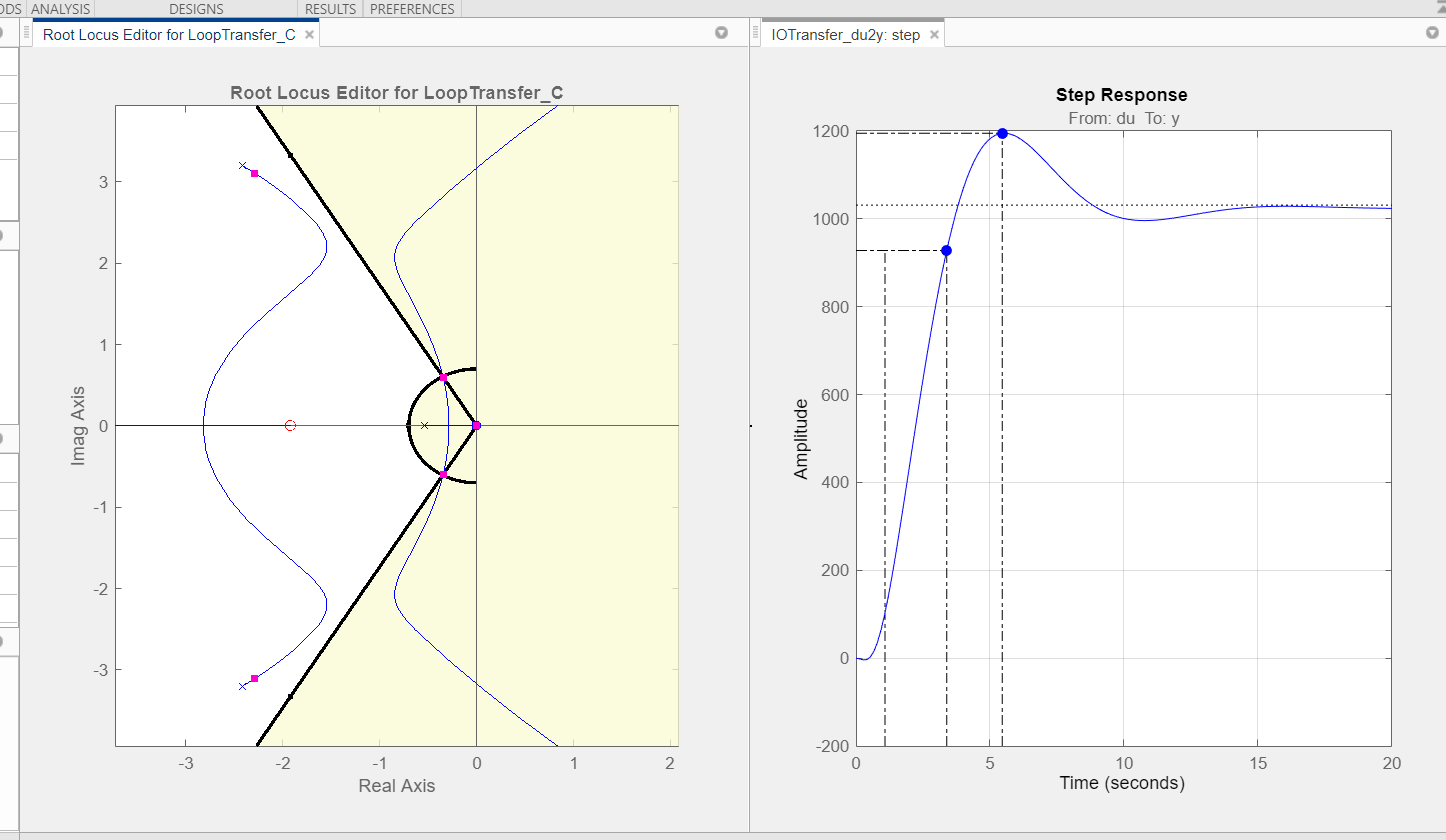 ODS ANALYSIS DESIGNS RESULTS PREFERENCES
Root Locus Editor for LoopTransfer_C
IOTransfer_du2y: step
Root Locus Editor for LoopTransfer_C
3
2
1
0
-1
-2
-3
Imag Axis
-3 -2 -1 0 1 2
Real Axis
Step Response
From: du To: y
1200
1000
800
600
400
200
0
-200
Amplitude
0 5 10 15 20
Time (seconds)